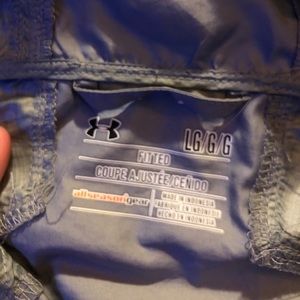 LG/G/G
FITTED
COUPE AJUSTÉE/CEÑIDO
allseasongear
MADE IN INDONESIA
FABRIQUÉ EN INDONÉSIE
HECHO EN INDONESIA